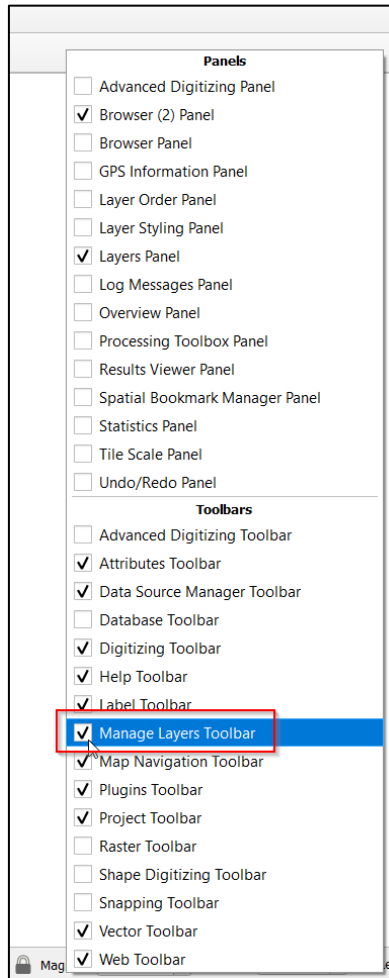 Panels
Advanced Digitizing Panel
Browser (2) Panel
Browser Panel
GPS Information Panel
Layer Order Panel
Layer Styling Panel
Layers Panel
Log Messages Panel
Overview Panel
Processing Toolbox Panel
Results Viewer Panel
Spatial Bookmark Manager Panel
Statistics Panel
Tile Scale Panel
Undo/Redo Panel
Toolbars
Advanced Digitizing Toolbar
Attributes Toolbar
Data Source Manager Toolbar
Database Toolbar
Digitizing Toolbar
Help Toolbar
Label Toolbar
Manage Layers Toolbar
Map Navigation Toolbar
Plugins Toolbar
Project Toolbar
Raster Toolbar
Shape Digitizing Toolbar
Snapping Toolbar
Vector Toolbar
Mag
Web Toolbar